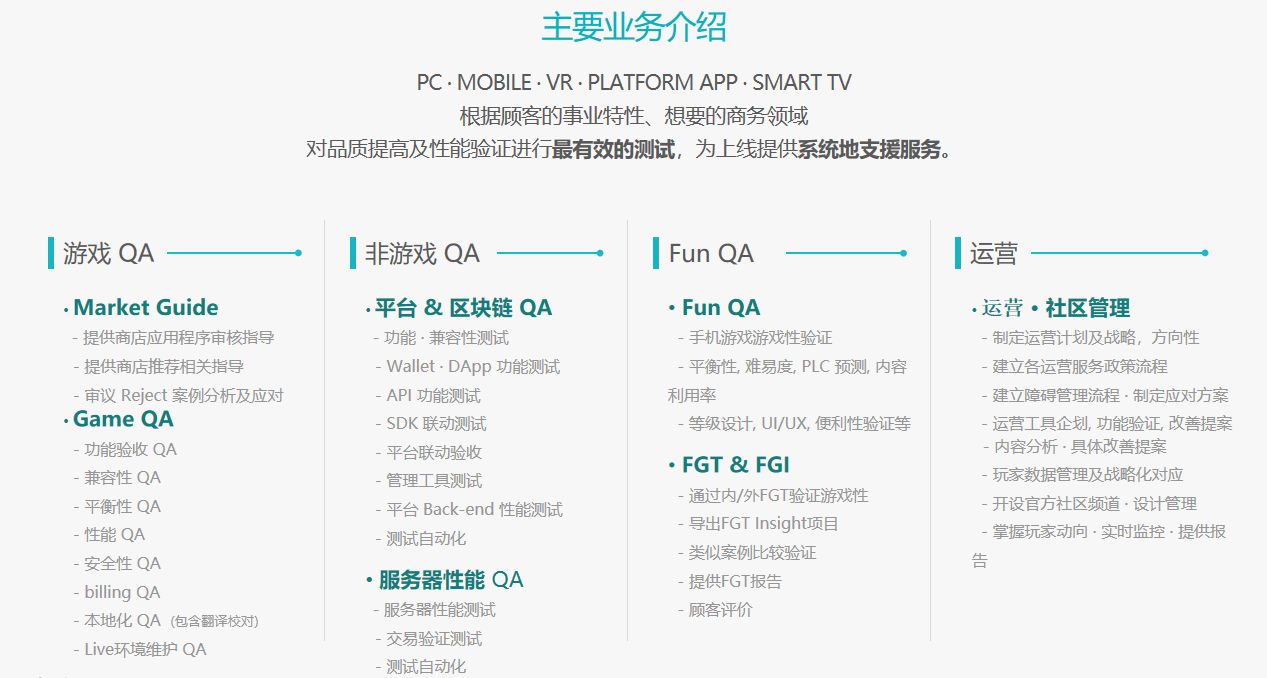 主要业务介绍
PC · MOBILE · VR · PLATFORM APP · SMART TV
根据顾客的事业特性、想要的商务领域
对品质提高及性能验证进行最有效的测试，为上线提供系统地支援服务。
游戏 QA
· Market Guide
- 提供商店应用程序审核指导
- 提供商店推荐相关指导
- 审议 Reject 案例分析及应对
· Game QA
- 功能验收 QA
- 兼容性 QA
- 平衡性 QA
- 性能 QA
- 安全性 QA
- billing QA
- 本地化 QA (包含翻译校对)
- Live环境维护 QA
非游戏 QA
· 平台 & 区块链 QA
- 功能 · 兼容性测试
- Wallet · DApp 功能测试
- API 功能测试
- SDK 联动测试
- 平台联动验收
- 管理工具测试
- 平台 Back-end 性能测试
- 测试自动化
· 服务器性能 QA
- 服务器性能测试
- 交易验证测试
- 测试自动化
Fun QA
· Fun QA
- 手机游戏游戏性验证
- 平衡性, 难易度, PLC 预测, 内容
利用率
- 等级设计, UI/UX, 便利性验证等
· FGT & FGI
- 通过内/外FGT验证游戏性
- 导出FGT Insight项目
- 类似案例比较验证
- 提供FGT报告
- 顾客评价
运营
· 运营 · 社区管理
- 制定运营计划及战略，方向性
- 建立各运营服务政策流程
- 建立障碍管理流程 · 制定应对方案
- 运营工具企划, 功能验证, 改善提案
- 内容分析 · 具体改善提案
- 玩家数据管理及战略化对应
- 开设官方社区频道 · 设计管理
- 掌握玩家动向 · 实时监控 · 提供报
告